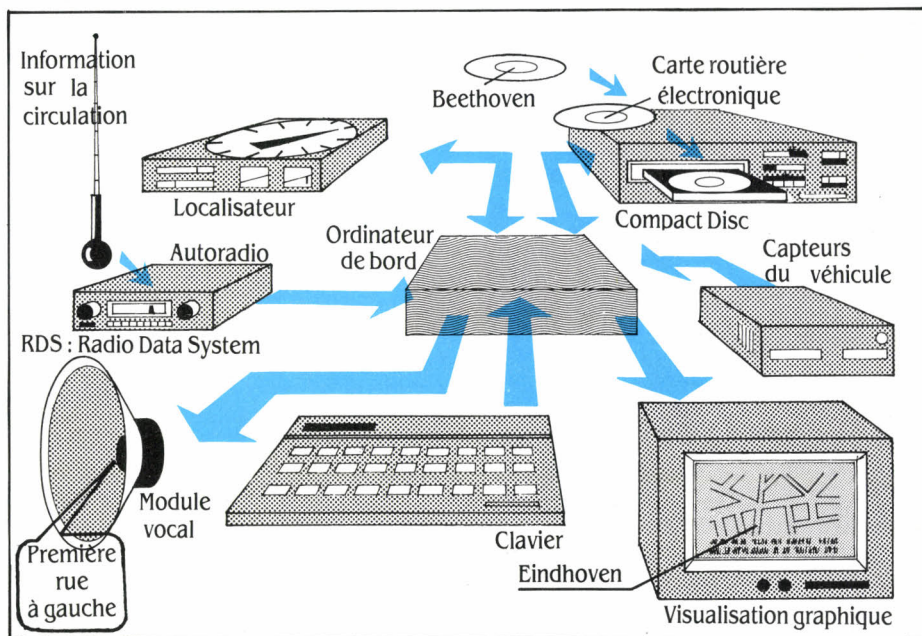 Information
sur la
circulation
Beethoven
Carte routière
électronique
Localisateur
Compact Disc
Ordinateur
de bord
Autoradio
Capteurs
du véhicule
RDS : Radio Data System
Module
vocal
Clavier
Première
rue
à gauche
Eindhoven
Visualisation graphique